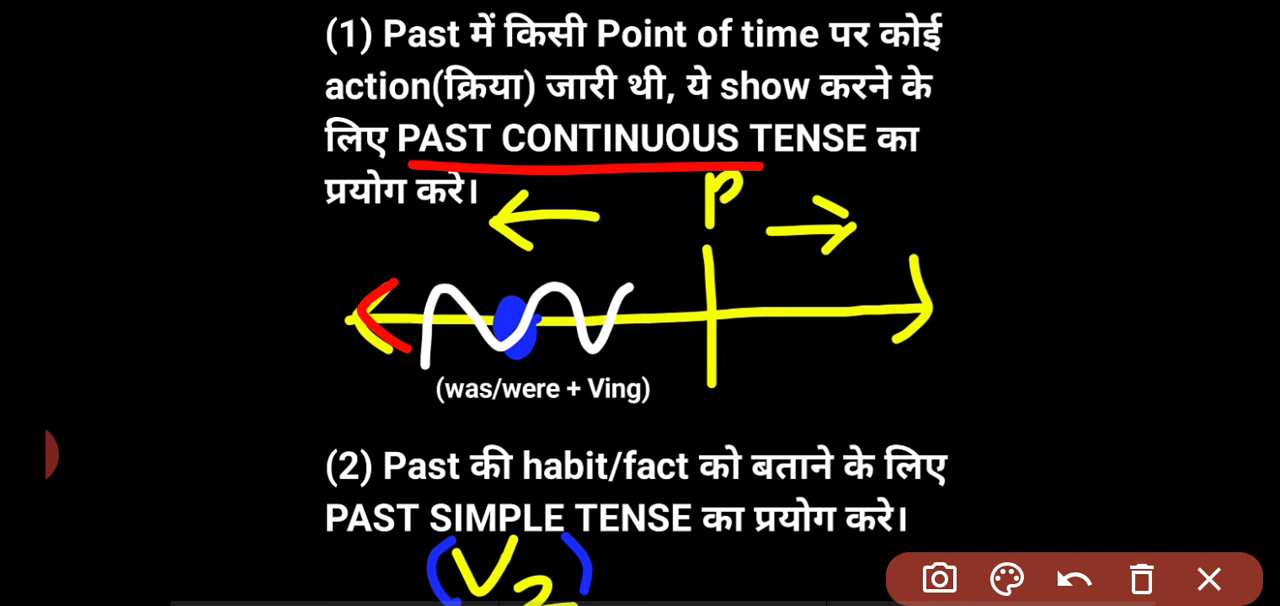 (1) Past में किसी Point of time पर कोई
action(क्रिया) जारी थी, ये show करने के
लिए PAST CONTINUOUS TENSE का
प्रयोग करे।
P
(was/were + Ving)
(2) Past की habit/fact को बताने के लिए
PAST SIMPLE TENSE का प्रयोग करे।
(V2)